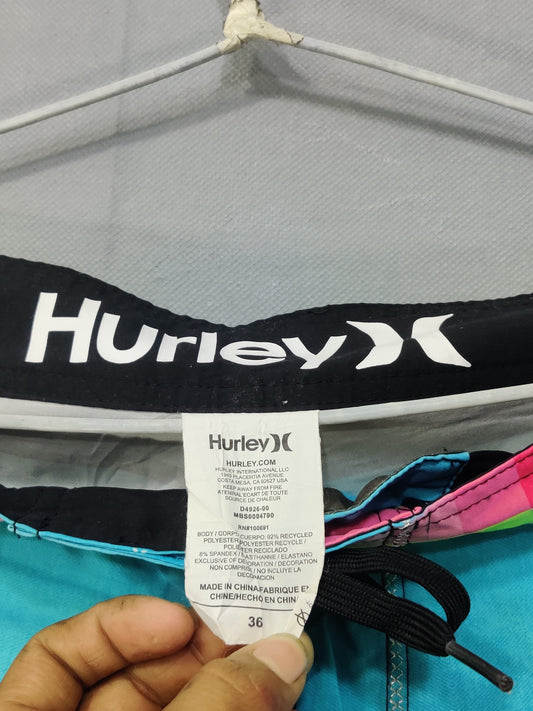 Hurley
Hurley
HURLEY.COM
HURLEY INTERNATIONAL LLC
1945 PLACENTIA AVENUE
COSTA MESA, CA 92627 USA
KEEP AWAY FROM FIRE
A TENIR À L'ÉCART DE TOUTE
SOURCE DE CHALEUR
D4926-00
MBS0004790
RN#100691
BODY / CORPS / CUERPO: 92% RECYCLED
POLYESTER / POLYESTER RECYCLE /
POLYESTER RECICLADO
8% SPANDEX / ELASTHANNE / ELASTANO
EXCLUSIVE OF DECORATION / DECORATION
NON COMPRISE / NO INCLUYE LA
DECORACION
MADE IN CHINA/FABRIQUE EN
CHINE/HECHO EN CHINA
36